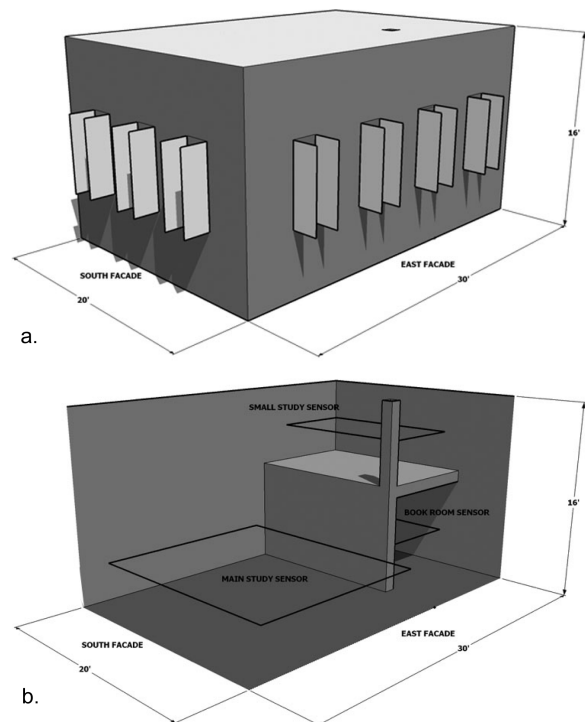 16'
SOUTH FACADE
EAST FACADE
20'
30'
a.
SMALL STUDY SENSOR
16'
BOOK ROOM SENSOR
MAIN STUDY SENSOR
SOUTH FACADE
EAST FACADE
20'
30'
b.